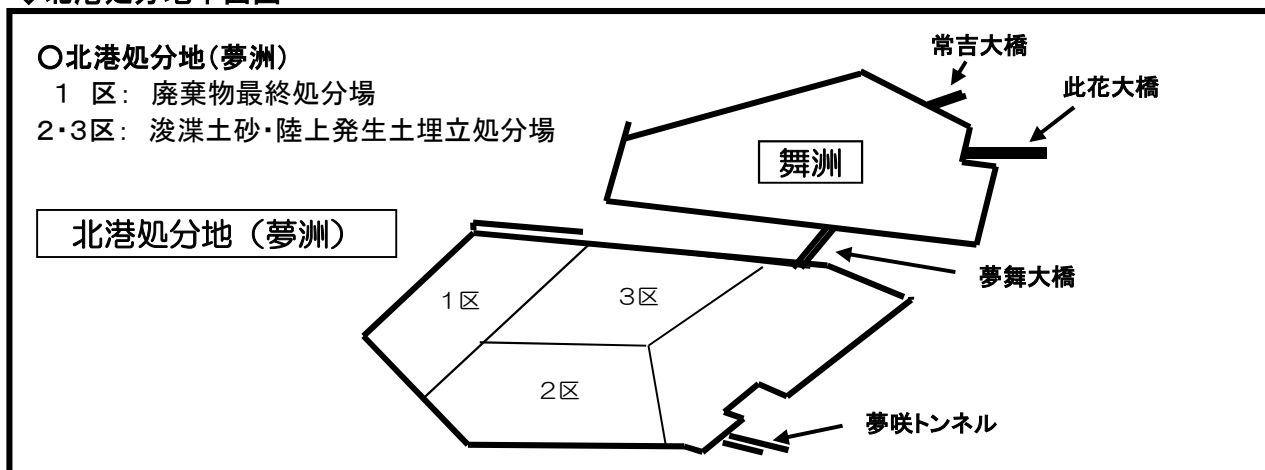 ○北港処分地(夢洲)
1 区: 廃棄物最終処分場
2・3区: 浚渫土砂・陸上発生土埋立処分場
常吉大橋
此花大橋
舞洲
北港処分地(夢洲)
夢舞大橋
1区
3区
2区
夢咲トンネル